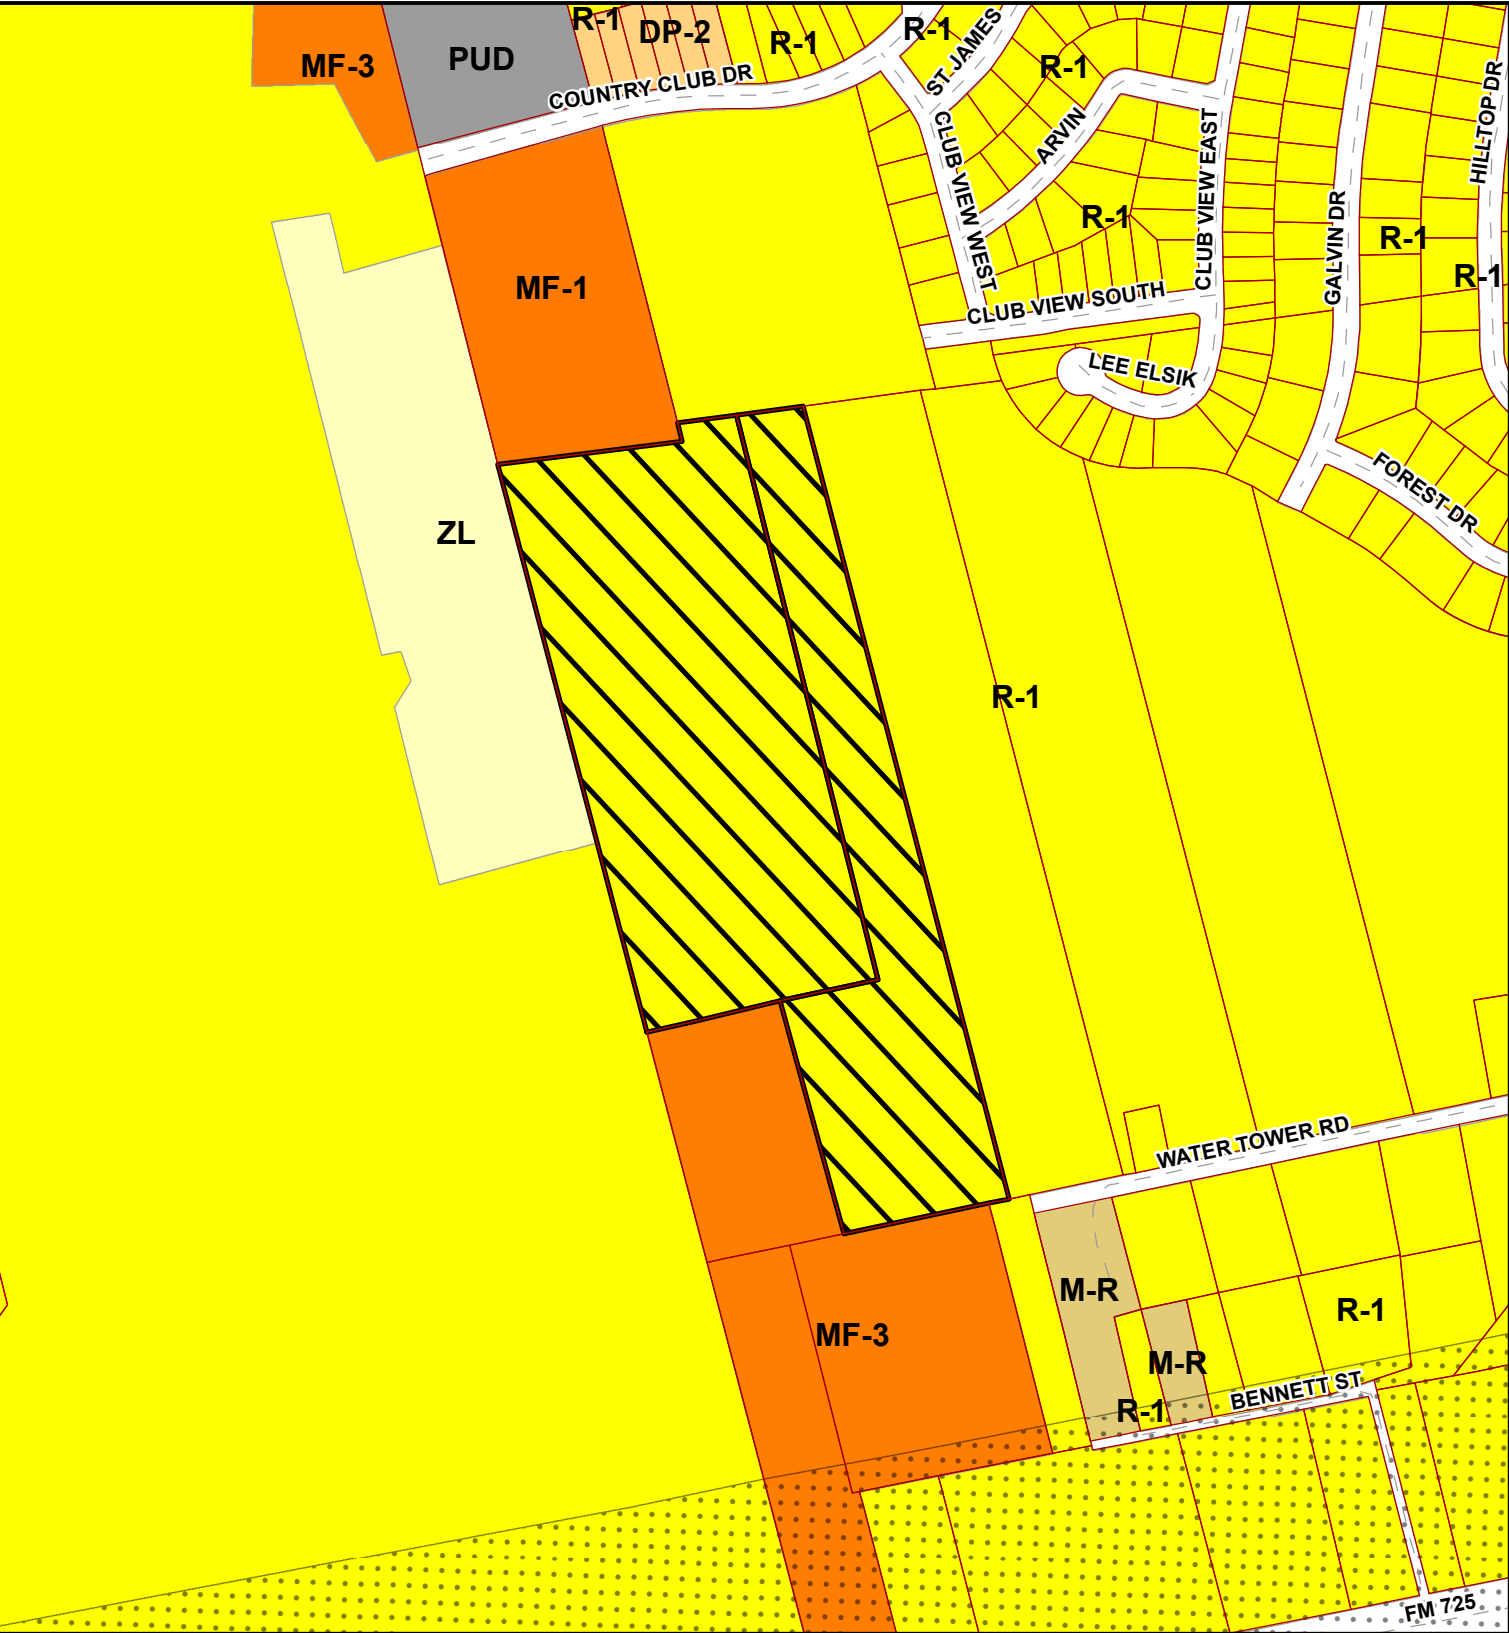 R-1
DP-2
R-1
R-1
ST JAMES
MF-3
PUD
R-1
COUNTRY CLUB DR
HILLTOP DR
ARVIN
CLUB VIEW WEST
CLUB VIEW EAST
R-1
GALVIN DR
R-1
R-1
MF-1
CLUB VIEW SOUTH
LEE ELSIK
FOREST DR
ZL
R-1
WATER TOWER RD
M-R
R-1
MF-3
M-R
BENNETT ST
R-1
FM 725